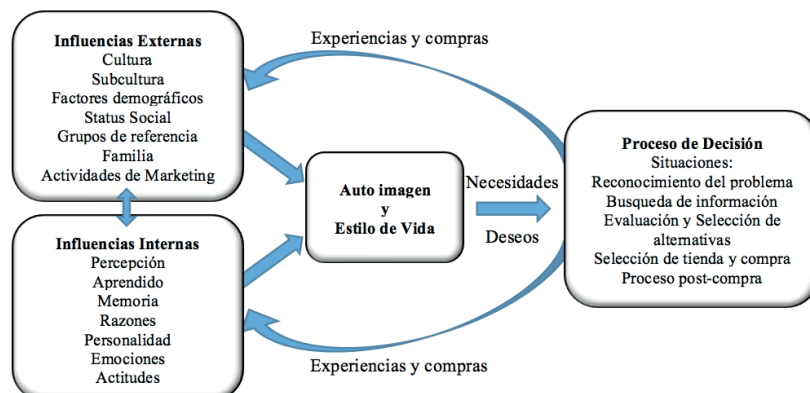 Influencias Externas
Cultura
Subcultura
Factores demográficos
Status Social
Grupos de referencia
Familia
Actividades de Marketing
Influencias Internas
Percepción
Aprendido
Memoria
Razones
Personalidad
Emociones
Actitudes
Experiencias y compras
Auto imagen
y
Estilo de Vida
Necesidades
Deseos
Experiencias y compras
Proceso de Decisión
Situaciones:
Reconocimiento del problema
Busqueda de información
Evaluación y Selección de
alternativas
Selección de tienda y compra
Proceso post-compra